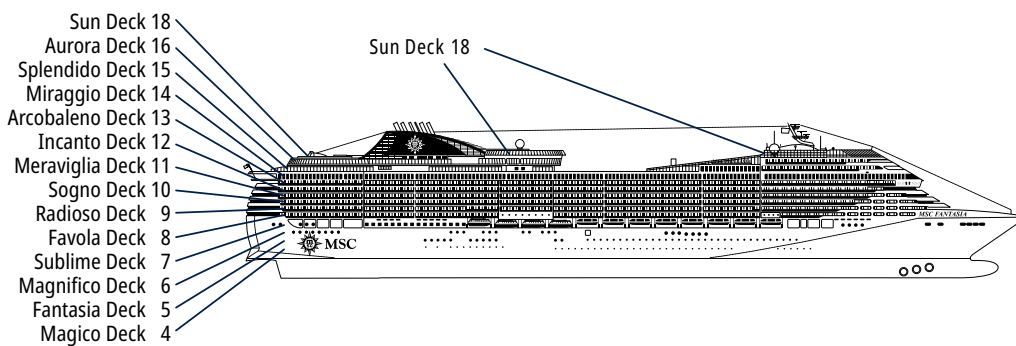 Sun Deck 18
Aurora Deck 16
Splendido Deck 15
Miraggio Deck 14
Arcobaleno Deck 13
Incanto Deck 12
Meraviglia Deck 11
Sogno Deck 10
Radioso Deck 9
Favola Deck 8
Sublime Deck 7
Magnifico Deck 6
Fantasia Deck 5
Magico Deck 4
Sun Deck 18
MSC FANTASIA
MSC